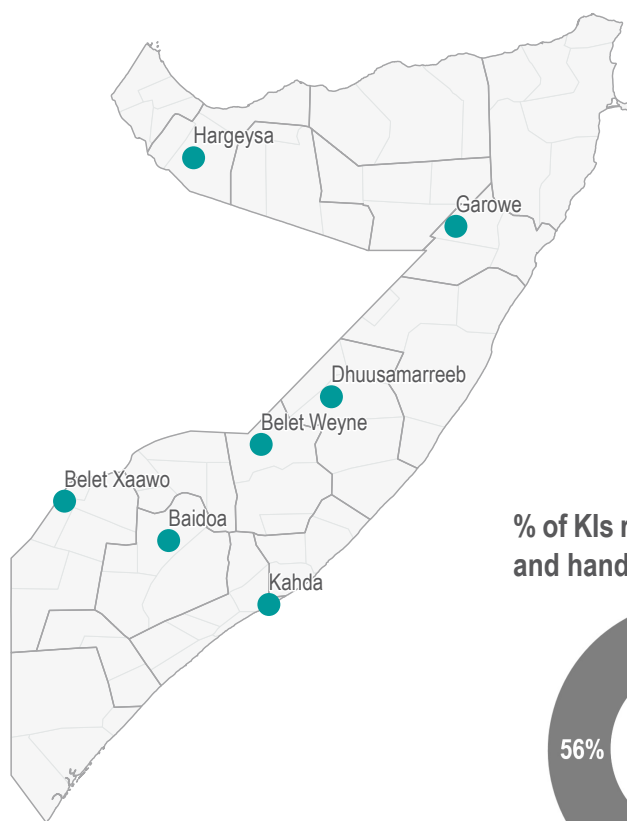 Hargeysa
Garowe
Dhuusamarreeb
Belet Weyne
Belet Xaawo
Baidoa
Kahda
% of KIs
and hand
56%